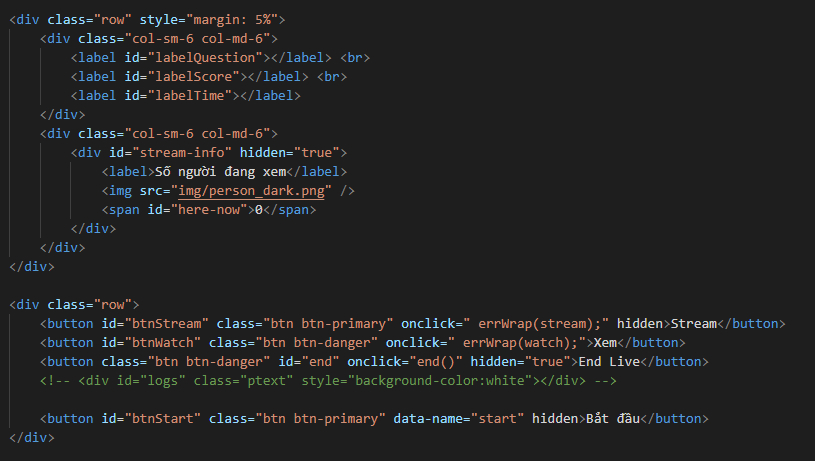 <div class="row" style="margin: 5%">
<div class="col-sm-6 col-md-6">
<label id="labelQuestion"></label> <br>
<label id="labelScore"></label> <br>
<label id="labelTime"></label>
</div>
<div class="col-sm-6 col-md-6">
<div id="stream-info" hidden="true">
<label>Số người đang xem</label>
<img src="img/person_dark.png" />
<span id="here-now">0</span>
</div>
</div>
</div>
<div class="row">
<button id="btnStream" class="btn btn-primary" onclick=" errWrap(stream);" hidden>Stream</button>
<button id="btnWatch" class="btn btn-danger" onclick=" errWrap(watch);">Xem</button>
<button class="btn btn-danger" id="end" onclick="end()" hidden="true">End Live</button>
<!-- <div id="logs" class="ptext" style="background-color:white"></div> -->
<button id="btnStart" class="btn btn-primary" data-name="start" hidden>Bắt đầu</button>
</div>